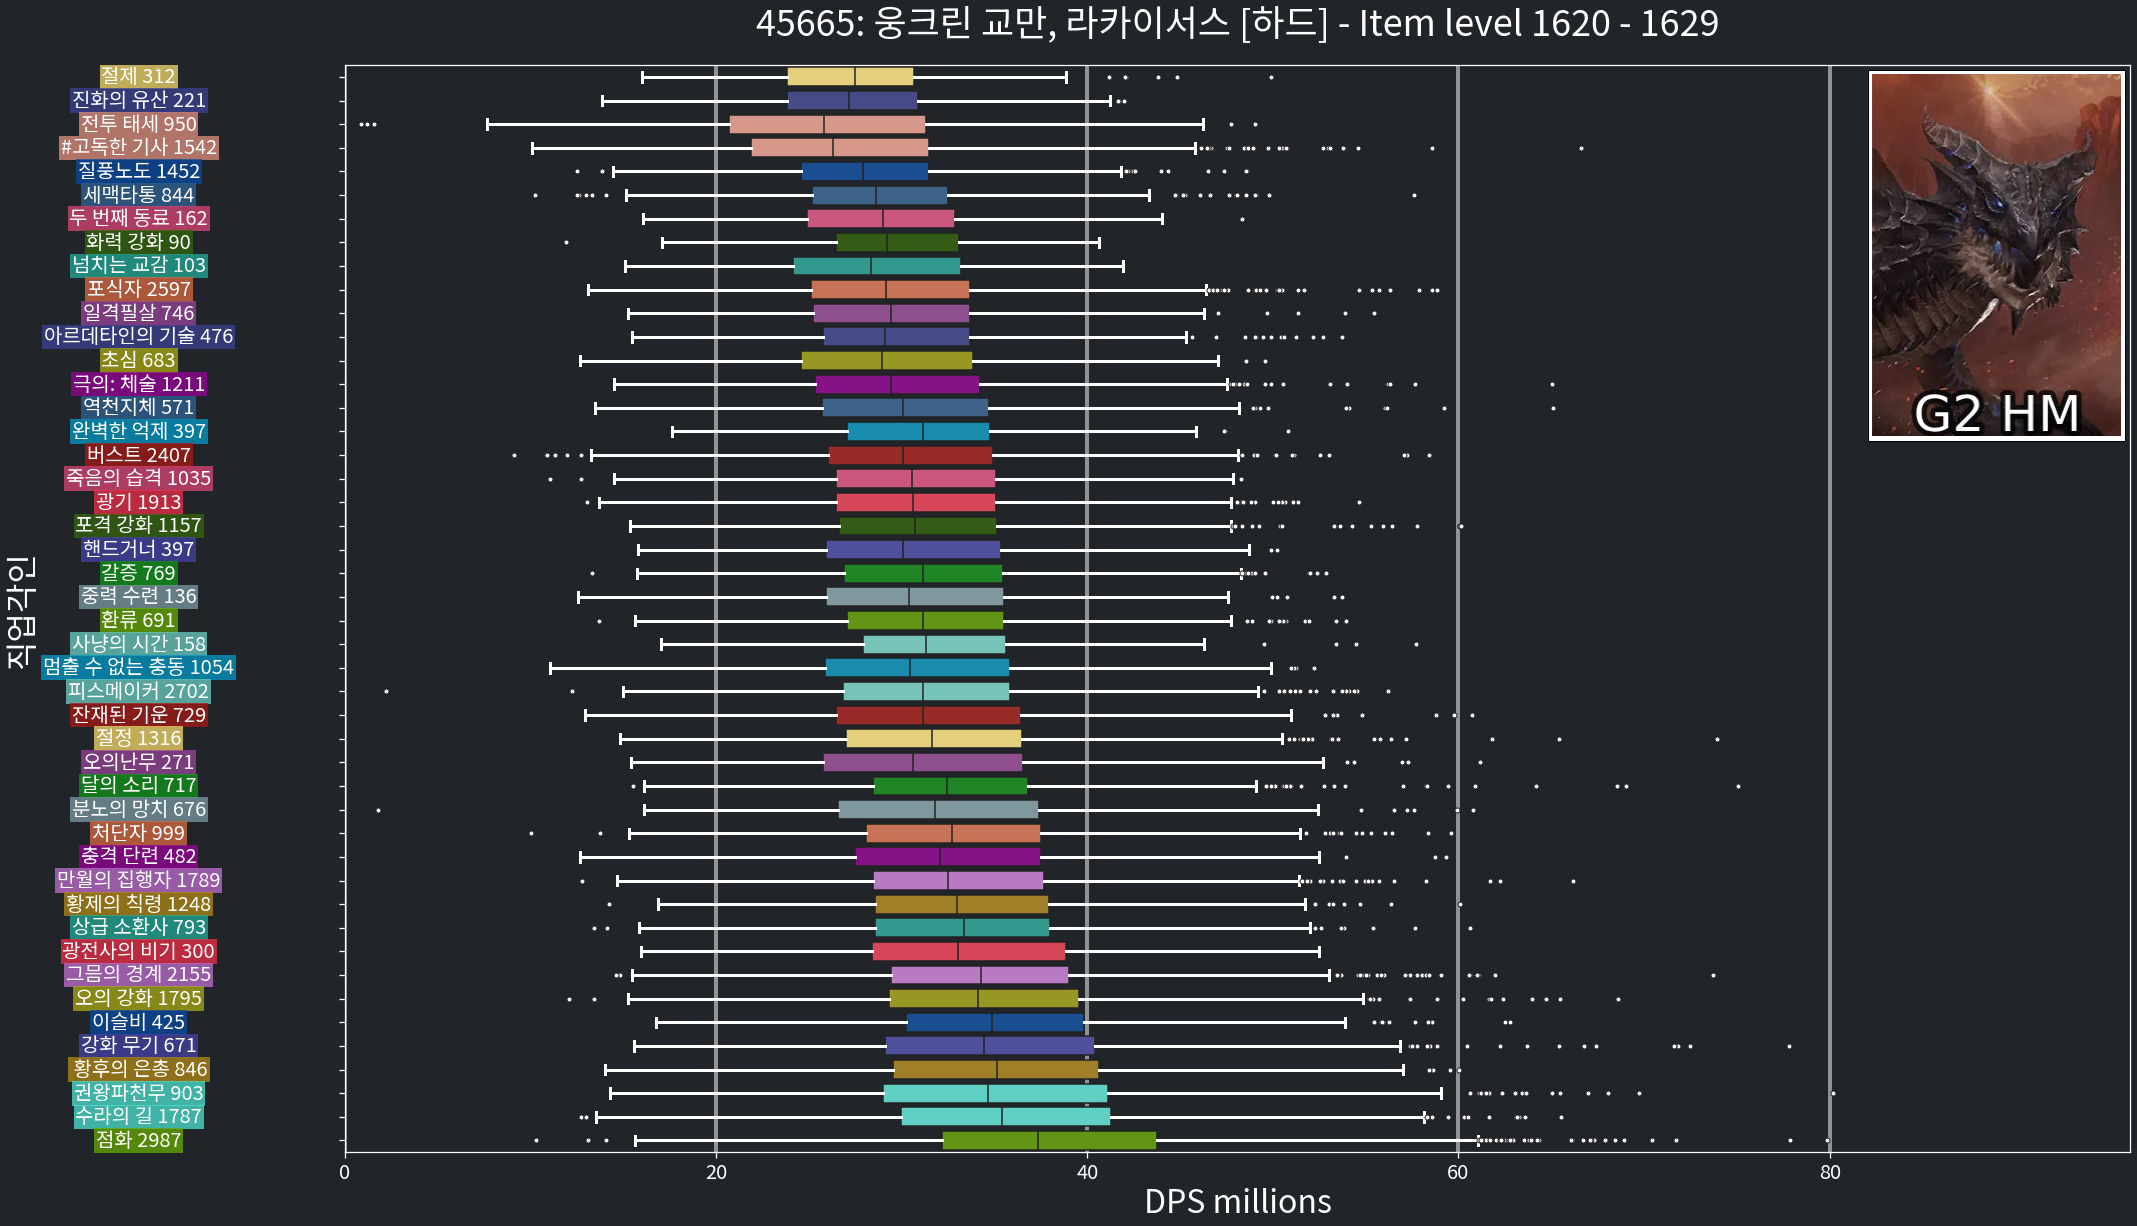 45665: 웅크린 교만, 라카이서스 [하드] - Item level 1620 - 1629
절제 312
진화의 유산 221
전투 태세 950
#고독한 기사 1542
질풍노도 1452
세맥타통 844
두 번째 동료 162
화력 강화 90
넘치는 교감 103
포식자 2597
일격필살 746
아르데타인의 기술 476
초심 683
극의: 체술 1211
역천지체 571
완벽한 억제 397
버스트 2407
죽음의 습격 1035
광기 1913
포격 강화 1157
핸드거너 397
갈증 769
중력 수련 136
환류 691
사냥의 시간 158
멈출 수 없는 충동 1054
피스메이커 2702
잔재된 기운 729
절정 1316
오의난무 271
달의 소리 717
분노의 망치 676
처단자 999
충격 단련 482
만월의 집행자 1789
황제의 칙령 1248
상급 소환사 793
광전사의 비기 300
그믐의 경계 2155
오의 강화 1795
이슬비 425
강화 무기 671
황후의 은총 846
권왕파천무 903
수라의 길 1787
점화 2987
직업각인
G2 HM
0 20 40 60 80
DPS millions